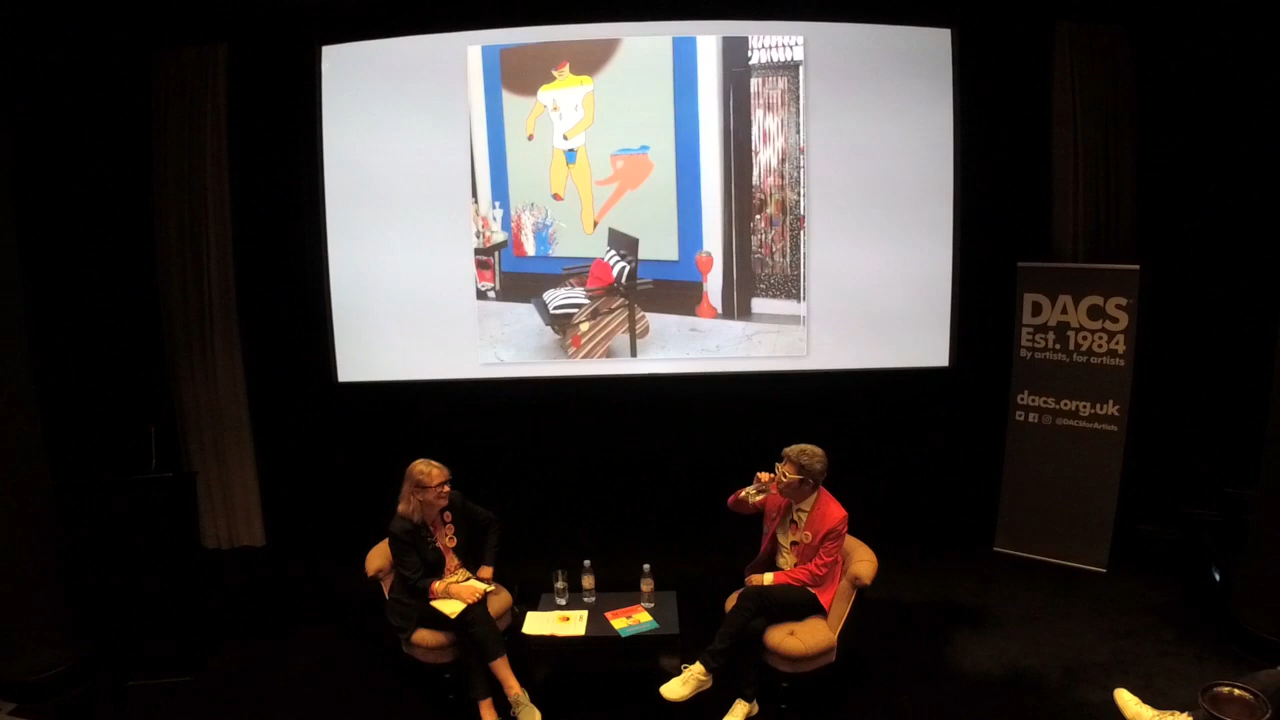 DACS
Est. 1984
By artists, for artists
dacs.org.uk
@DACSforArtists